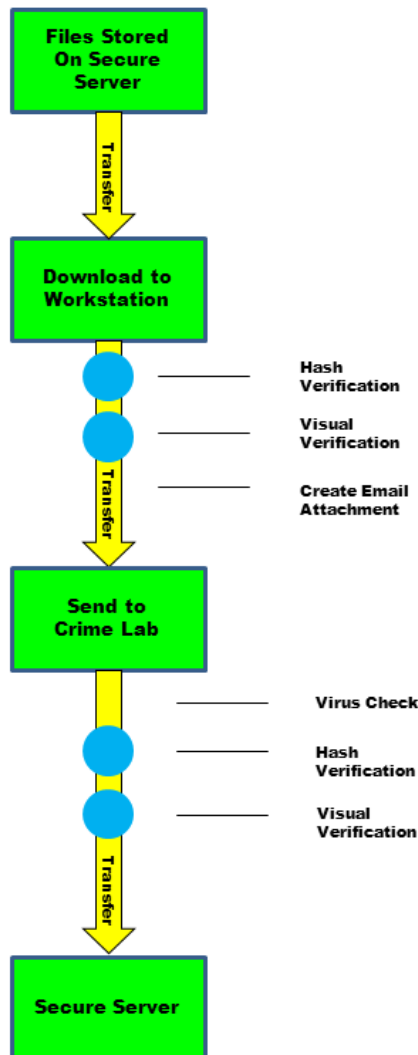 Files Stored
On Secure
Server
Transfer
Download to
Workstation
Hash
Verification
Visual
Verification
Create Email
Attachment
Transfer
Send to
Crime Lab
Virus Check
Hash
Verification
Visual
Verification
Transfer
Secure Server